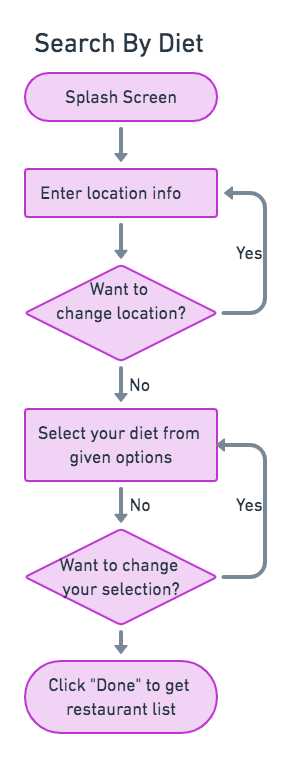 Search By Diet
Splash Screen
Enter location info
Yes
Want to
change location?
No
Select your diet from
given options
No
Yes
Want to change
your selection?
Click "Done" to get
restaurant list